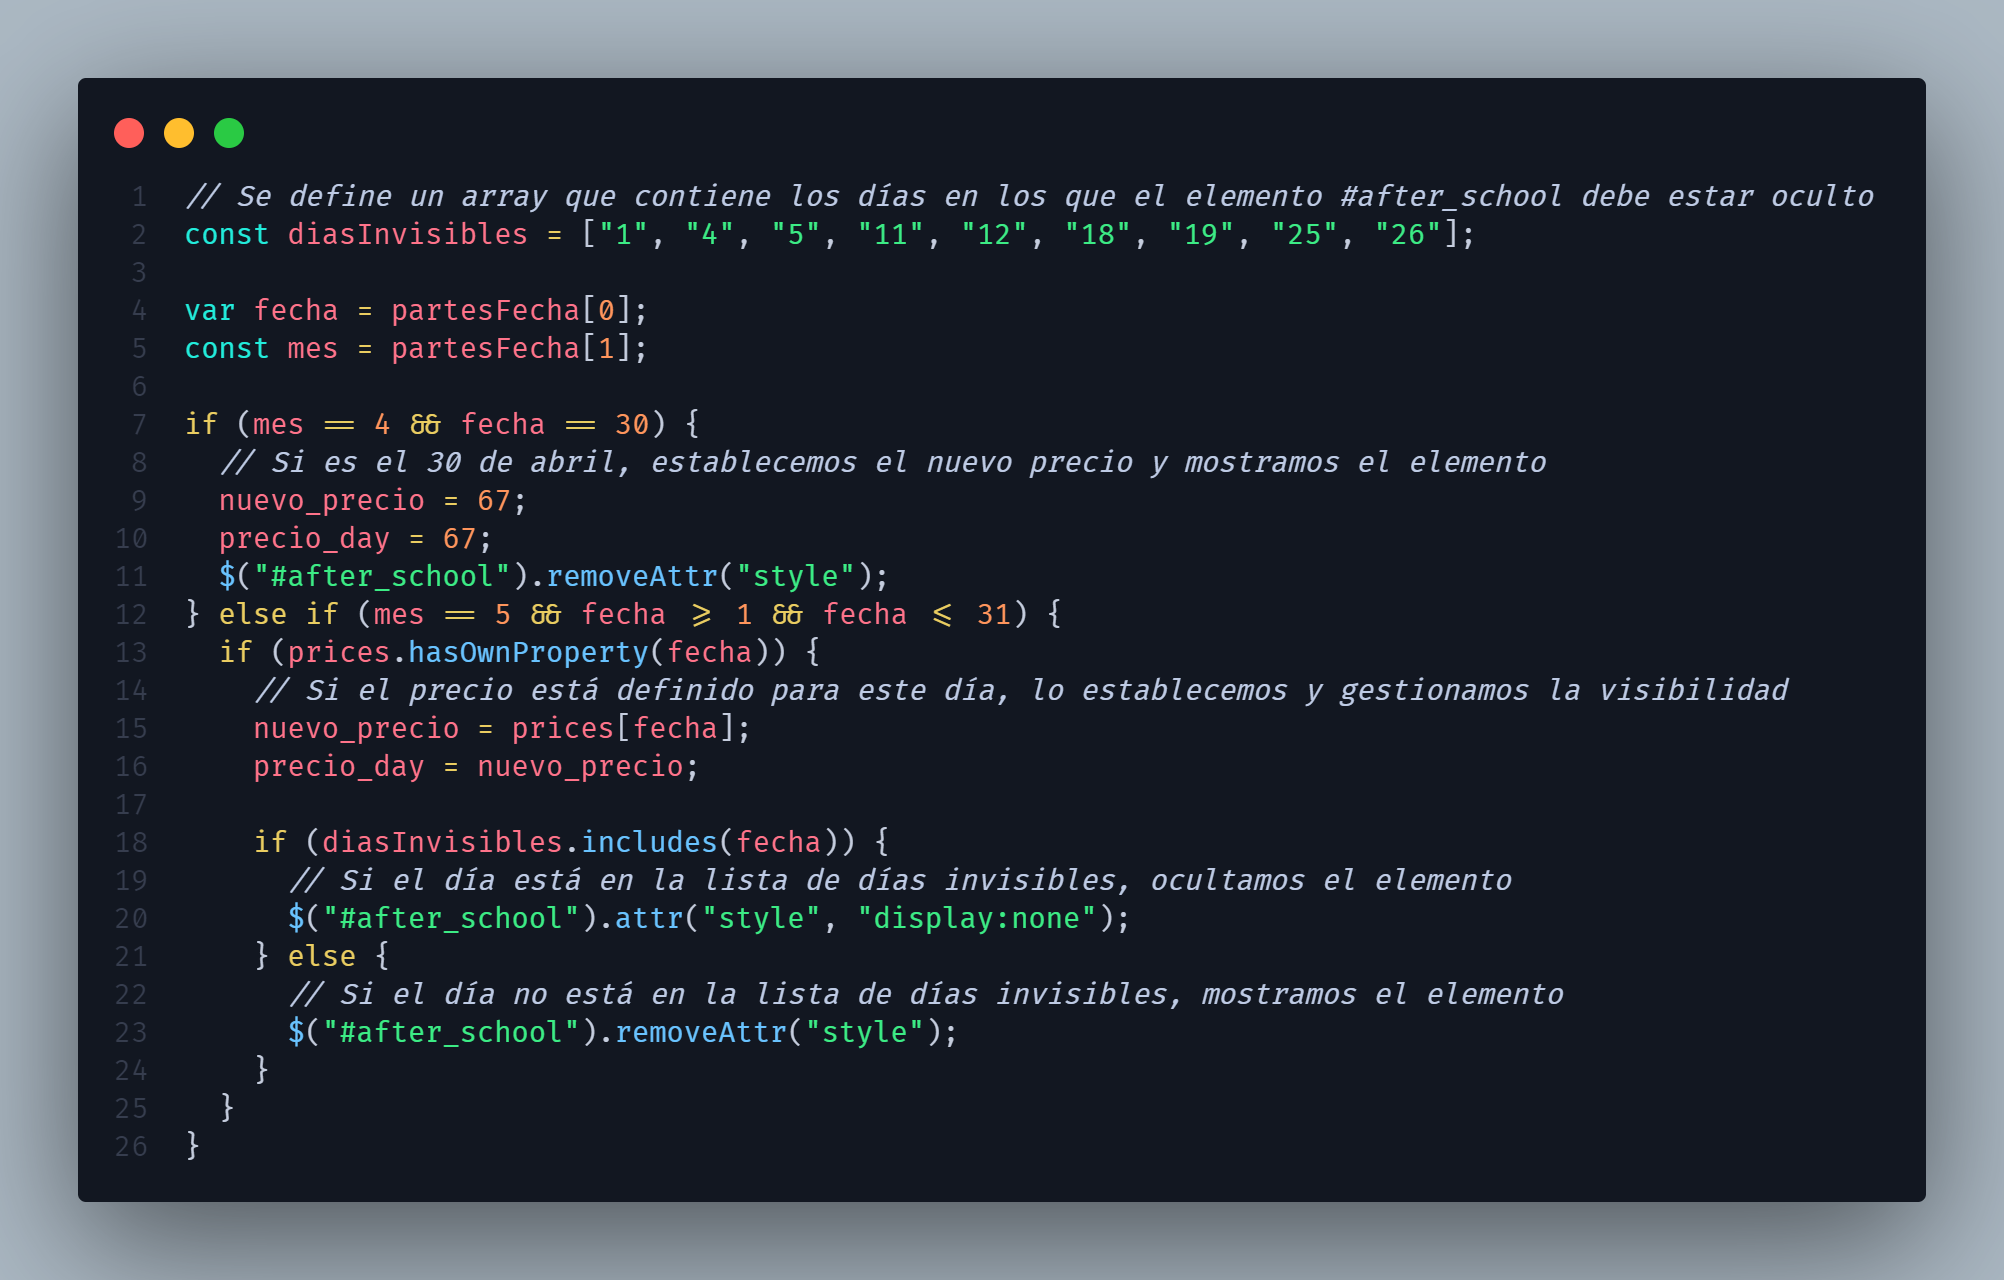 1 // Se define un array que contiene los días en los que el elemento #after_school debe estar oculto
2 const diasInvisibles = ["1", "4", "5", "11", "12", "18", "19", "25", "26"];
3
4 var fecha = partesFecha[0];
5 const mes = partesFecha[1];
6
7 if (mes == 4 && fecha == 30) {
8   // Si es el 30 de abril, establecemos el nuevo precio y mostramos el elemento
9   nuevo_precio = 67;
10   precio_day = 67;
11   $("#after_school").removeAttr("style");
12 } else if (mes == 5 && fecha >= 1 && fecha <= 31) {
13   if (prices.hasOwnProperty(fecha)) {
14     // Si el precio está definido para este día, lo establecemos y gestionamos la visibilidad
15     nuevo_precio = prices[fecha];
16     precio_day = nuevo_precio;
17
18     if (diasInvisibles.includes(fecha)) {
19       // Si el día está en la lista de días invisibles, ocultamos el elemento
20       $("#after_school").attr("style", "display:none");
21     } else {
22       // Si el día no está en la lista de días invisibles, mostramos el elemento
23       $("#after_school").removeAttr("style");
24     }
25   }
26 }